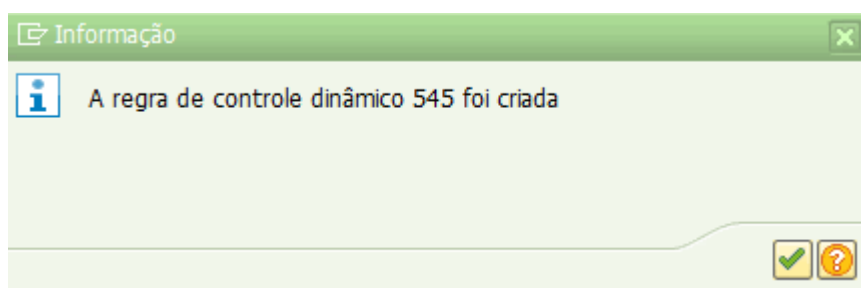 Informação
A regra de controle dinâmico 545 foi criada